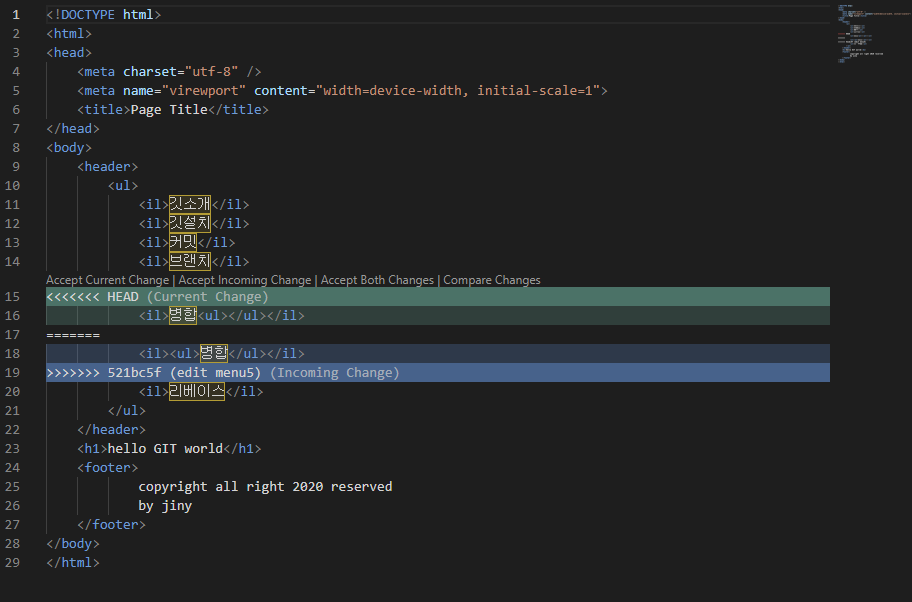 1 <!DOCTYPE html>
2 <html>
3 <head>
4 <meta charset="utf-8" />
5 <meta name="virewport" content="width=device-width, initial-scale=1">
6 <title>Page Title</title>
7 </head>
8 <body>
9 <header>
10 <ul>
11 <il>깃소개</il>
12 <il>깃설치</il>
13 <il>커밋</il>
14 <il>브랜치</il>
Accept Current Change | Accept Incoming Change | Accept Both Changes | Compare Changes
15 <<<<<<< HEAD (Current Change)
16 <il>병합<ul></ul></il>
17 =======
18 <il><ul>병합</ul></il>
19 >>>>>>> 521bc5f (edit menu5) (Incoming Change)
20 <il>리베이스</il>
21 </ul>
22 </header>
23 <h1>hello GIT world</h1>
24 <footer>
25 copyright all right 2020 reserved
26 by jiny
27 </footer>
28 </body>
29 </html>